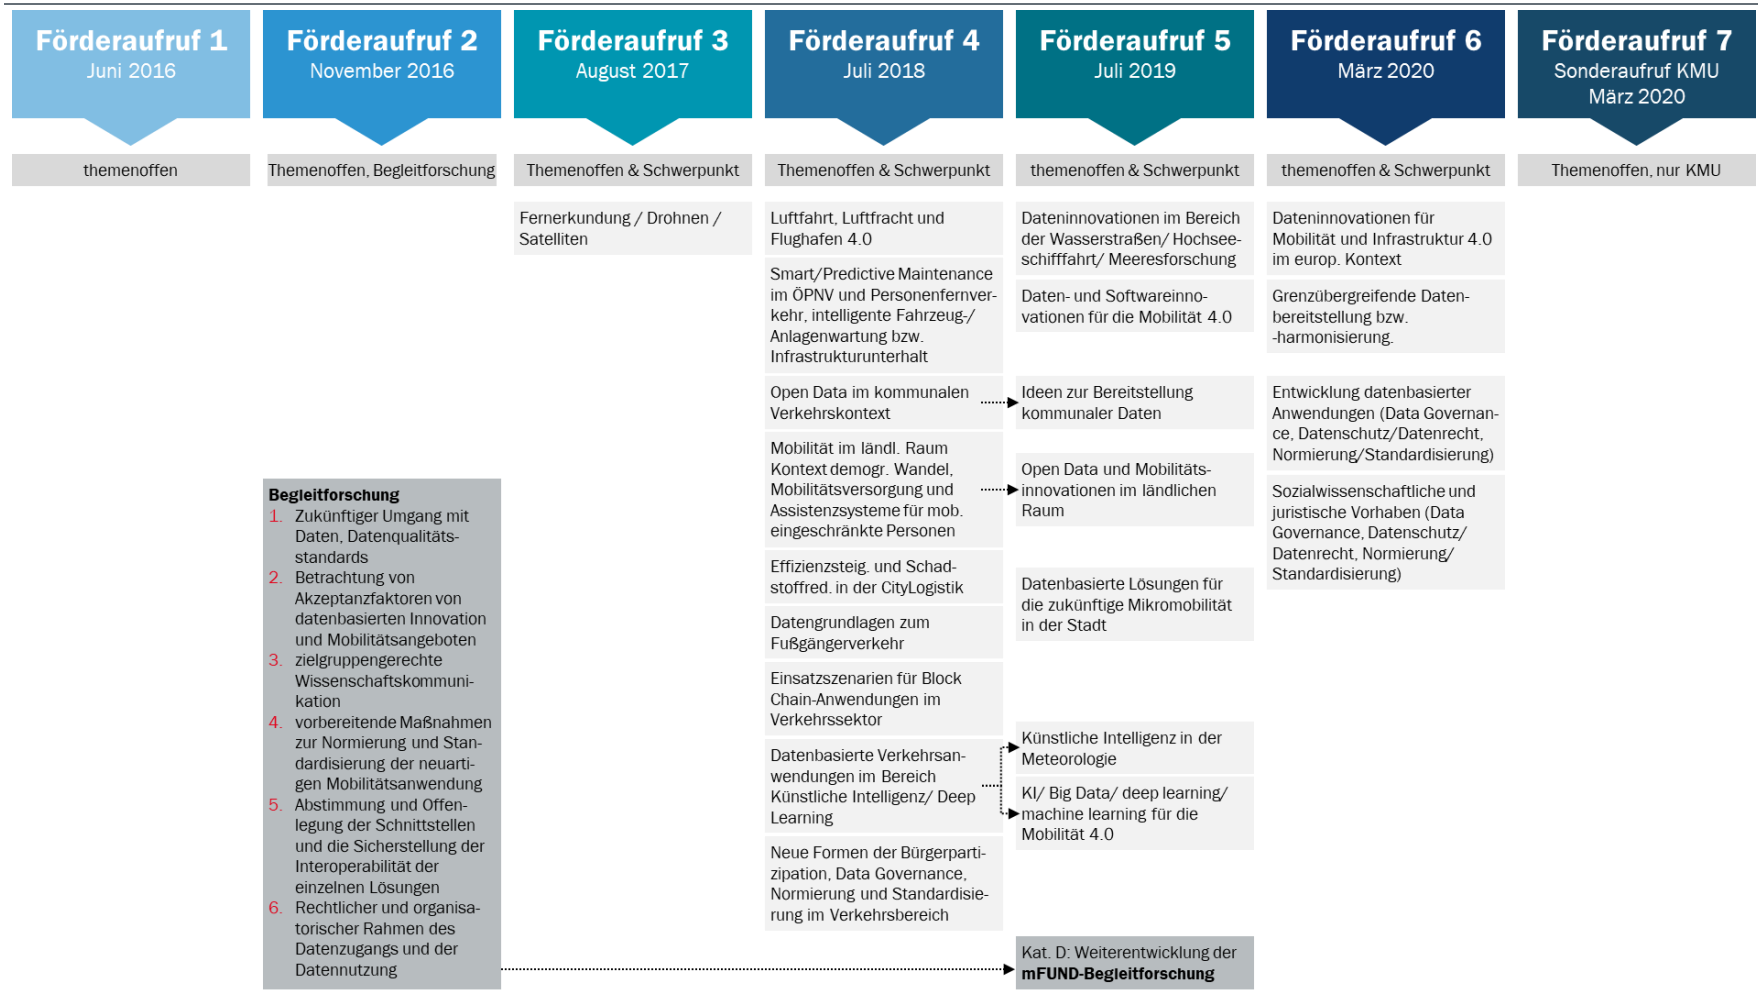 Förderaufruf 1
Juni 2016
themenoffen
Förderaufruf 2
November 2016
Themenoffen, Begleitforschung
Begleitforschung
1. Zukünftiger Umgang mit
Daten, Datenqualitäts-
standards
2. Betrachtung von
Akzeptanzfaktoren von
datenbasierten Innovation
und Mobilitätsangeboten
3. zielgruppengerechte
Wissenschaftskommuni-
kation
4. vorbereitende Maßnahmen
zur Normierung und Stan-
dardisierung der neuarti-
gen Mobilitätsanwendung
5. Abstimmung und Offen-
legung der Schnittstellen
und die Sicherstellung der
Interoperabilität der
einzelnen Lösungen
6. Rechtlicher und organisa-
torischer Rahmen des
Datenzugangs und der
Datennutzung
Förderaufruf 3
August 2017
Themenoffen & Schwerpunkt
Fernerkundung / Drohnen /
Satelliten
Förderaufruf 4
Juli 2018
Themenoffen & Schwerpunkt
Luftfahrt, Luftfracht und
Flughafen 4.0
Smart/Predictive Maintenance
im ÖPNV und Personenfernver-
kehr, intelligente Fahrzeug-/
Anlagenwartung bzw.
Infrastrukturunterhalt
Open Data im kommunalen
Verkehrskontext
Mobilität im ländl. Raum
Kontext demogr. Wandel,
Mobilitätsversorgung und
Assistenzsysteme für mob.
eingeschränkte Personen
Effizienzsteig. und Schad-
stoffred. in der CityLogistik
Datengrundlagen zum
Fußgängerverkehr
Einsatzszenarien für Block
Chain-Anwendungen im
Verkehrssektor
Datenbasierte Verkehrsan-
wendungen im Bereich
Künstliche Intelligenz/ Deep
Learning
Neue Formen der Bürgerparti-
zipation, Data Governance,
Normierung und Standardisie-
rung im Verkehrsbereich
Förderaufruf 5
Juli 2019
themenoffen & Schwerpunkt
Dateninnovationen im Bereich
der Wasserstraßen/ Hochsee-
schifffahrt/ Meeresforschung
Daten- und Softwareinno-
vationen für die Mobilität 4.0
Ideen zur Bereitstellung
kommunaler Daten
Open Data und Mobilitäts-
innovationen im ländlichen
Raum
Datenbasierte Lösungen für
die zukünftige Mikromobilität
in der Stadt
Künstliche Intelligenz in der
Meteorologie
KI/ Big Data/ deep learning/
machine learning für die
Mobilität 4.0
Kat. D: Weiterentwicklung der
mFUND-Begleitforschung
Förderaufruf 6
März 2020
themenoffen & Schwerpunkt
Dateninnovationen für
Mobilität und Infrastruktur 4.0
im europ. Kontext
Grenzübergreifende Daten-
bereitstellung bzw.
-harmonisierung.
Entwicklung datenbasierter
Anwendungen (Data Governan-
ce, Datenschutz/Datenrecht,
Normierung/Standardisierung)
Sozialwissenschaftliche und
juristische Vorhaben (Data
Governance, Datenschutz/
Datenrecht, Normierung/
Standardisierung)
Förderaufruf 7
Sonderaufruf KMU
März 2020
Themenoffen, nur KMU